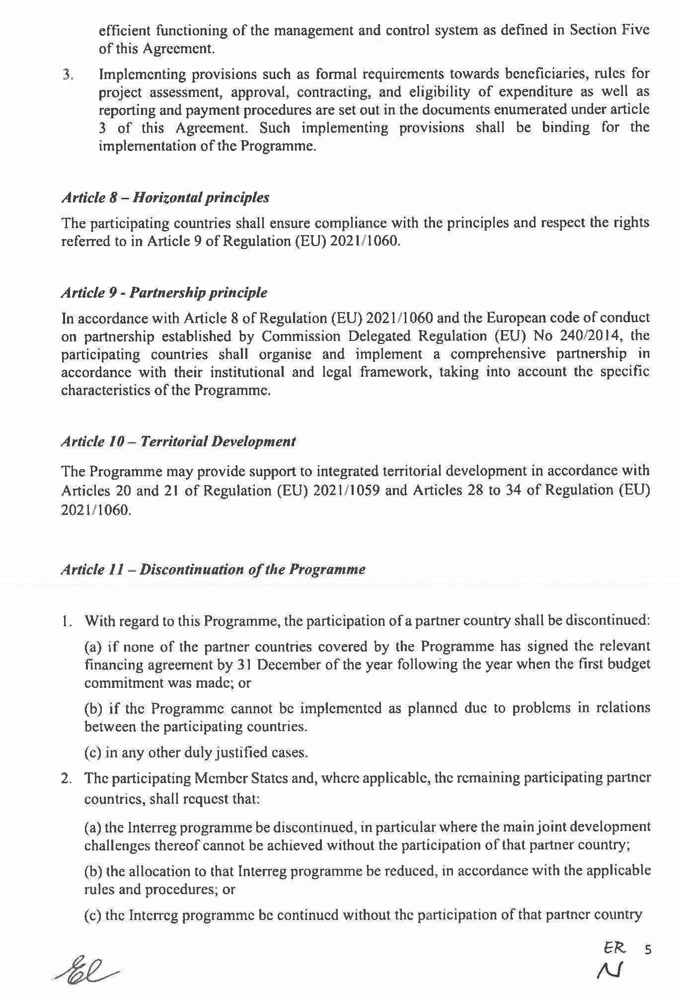 efficient functioning of the management and control system as defined in Section Five
of this Agreement.
3. Implementing provisions such as formal requirements towards beneficiaries, rules for
project assessment, approval, contracting, and eligibility of expenditure as well as
reporting and payment procedures are set out in the documents enumerated under article
3 of this Agreement. Such implementing provisions shall be binding for the
implementation of the Programme.
Article 8 – Horizontal principles
The participating countries shall ensure compliance with the principles and respect the rights
referred to in Article 9 of Regulation (EU) 2021/1060.
Article 9 - Partnership principle
In accordance with Article 8 of Regulation (EU) 2021/1060 and the European code of conduct
on partnership established by Commission Delegated Regulation (EU) No 240/2014, the
participating countries shall organise and implement a comprehensive partnership in
accordance with their institutional and legal framework, taking into account the specific
characteristics of the Programme.
Article 10 – Territorial Development
The Programme may provide support to integrated territorial development in accordance with
Articles 20 and 21 of Regulation (EU) 2021/1059 and Articles 28 to 34 of Regulation (EU)
2021/1060.
Article 11 – Discontinuation of the Programme
1. With regard to this Programme, the participation of a partner country shall be discontinued:
(a) if none of the partner countries covered by the Programme has signed the relevant
financing agreement by 31 December of the year following the year when the first budget
commitment was made; or
(b) if the Programme cannot be implemented as planned due to problems in relations
between the participating countries.
(c) in any other duly justified cases.
2. The participating Member States and, where applicable, the remaining participating partner
countries, shall request that:
(a) the Interreg programme be discontinued, in particular where the main joint development
challenges thereof cannot be achieved without the participation of that partner country;
(b) the allocation to that Interreg programme be reduced, in accordance with the applicable
rules and procedures; or
(c) the Interreg programme be continued without the participation of that partner country
ER 5